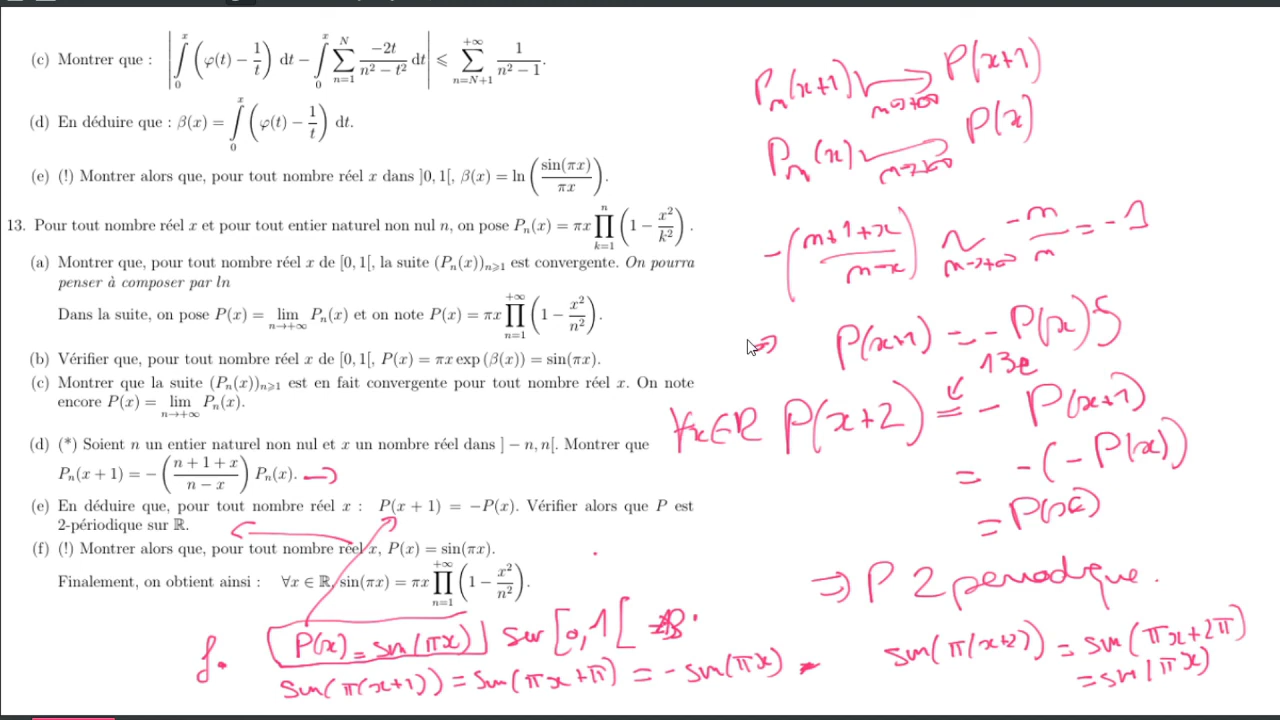 (c) Montrer que : | ∫₀ˣ (φ(t) − 1/t) dt − ∫₀ˣ ∑_{n=1}^{N} −2t/(n² − t²) dt | ⩽ ∑_{n=N+1}^{+∞} 1/(n² − 1).
(d) En déduire que : β(x) = ∫₀ˣ (φ(t) − 1/t) dt.
(e) (!) Montrer alors que, pour tout nombre réel x dans ]0, 1[, β(x) = ln (sin(πx)/πx).
13. Pour tout nombre réel x et pour tout entier naturel non nul n, on pose Pₙ(x) = πx ∏_{k=1}^{n} (1 − x²/k²).
(a) Montrer que, pour tout nombre réel x de [0, 1[, la suite (Pₙ(x))ₙ⩾₁ est convergente. On pourra
penser à composer par ln
Dans la suite, on pose P(x) = lim_{n→+∞} Pₙ(x) et on note P(x) = πx ∏_{n=1}^{+∞} (1 − x²/n²).
(b) Vérifier que, pour tout nombre réel x de [0, 1[, P(x) = πx exp (β(x)) = sin(πx).
(c) Montrer que la suite (Pₙ(x))ₙ⩾₁ est en fait convergente pour tout nombre réel x. On note
encore P(x) = lim_{n→+∞} Pₙ(x).
(d) (*) Soient n un entier naturel non nul et x un nombre réel dans ] − n, n[. Montrer que
Pₙ(x + 1) = − ((n + 1 + x)/(n − x)) Pₙ(x). →
(e) En déduire que, pour tout nombre réel x : P(x + 1) = −P(x). Vérifier alors que P est
2-périodique sur ℝ.
(f) (!) Montrer alors que, pour tout nombre réel x, P(x) = sin(πx).
Finalement, on obtient ainsi : ∀x ∈ ℝ, sin(πx) = πx ∏_{n=1}^{+∞} (1 − x²/n²).
f. P(x) = sin(πx) sur [0,1[
sin(π(x+1)) = sin(πx+π) = − sin(πx)
Pₙ(x+1) → P(x+1) n→+∞
Pₙ(x) → P(x) n→+∞
−((n+1+x)/(n−x)) ~ n→+∞ −n/n = −1
⇒ P(x+1) = − P(x)
13e
∀x∈ℝ P(x+2) = − P(x+1)
= −(−P(x))
= P(x)
⇒ P 2 periodique.
sin(π(x+2)) = sin(πx+2π)
= sin(πx)